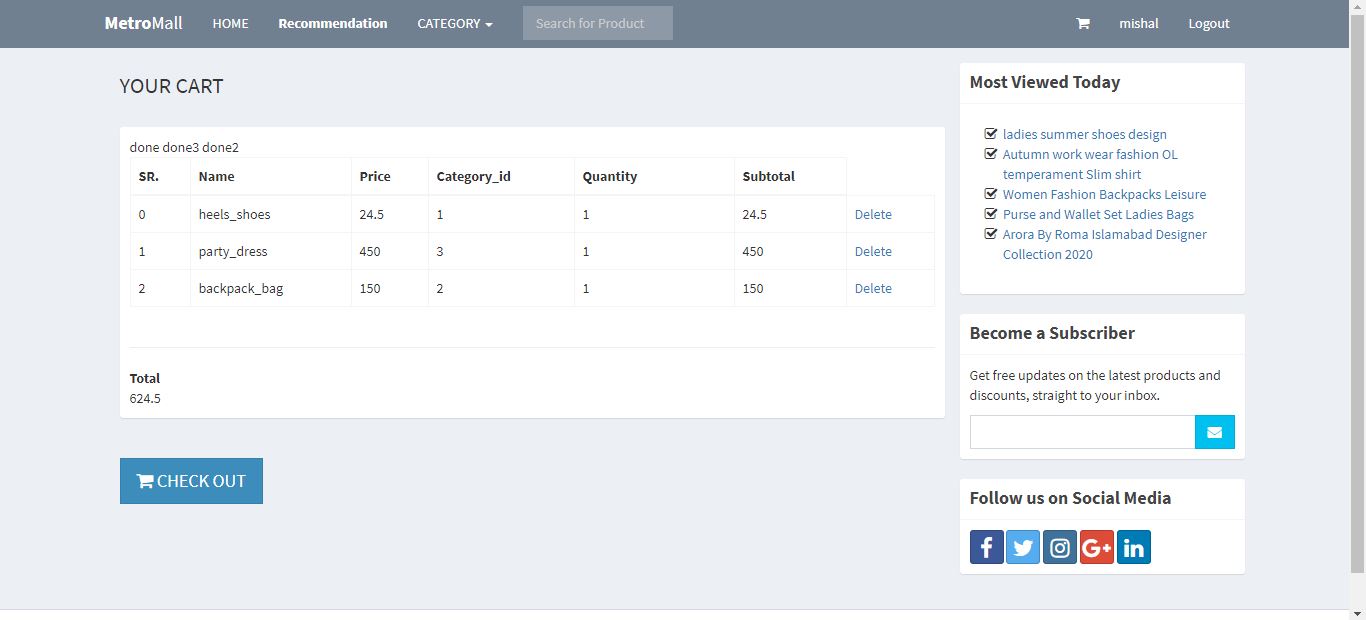 MetroMall HOME Recommendation CATEGORY Search for Product mishal Logout
YOUR CART
done done3 done2
SR. Name Price Category_id Quantity Subtotal
0 heels_shoes 24.5 1 1 24.5 Delete
1 party_dress 450 3 1 450 Delete
2 backpack_bag 150 2 1 150 Delete
Total
624.5
CHECK OUT
Most Viewed Today
ladies summer shoes design
Autumn work wear fashion OL
temperament Slim shirt
Women Fashion Backpacks Leisure
Purse and Wallet Set Ladies Bags
Arora By Roma Islamabad Designer
Collection 2020
Become a Subscriber
Get free updates on the latest products and
discounts, straight to your inbox.
Follow us on Social Media
f G+ in